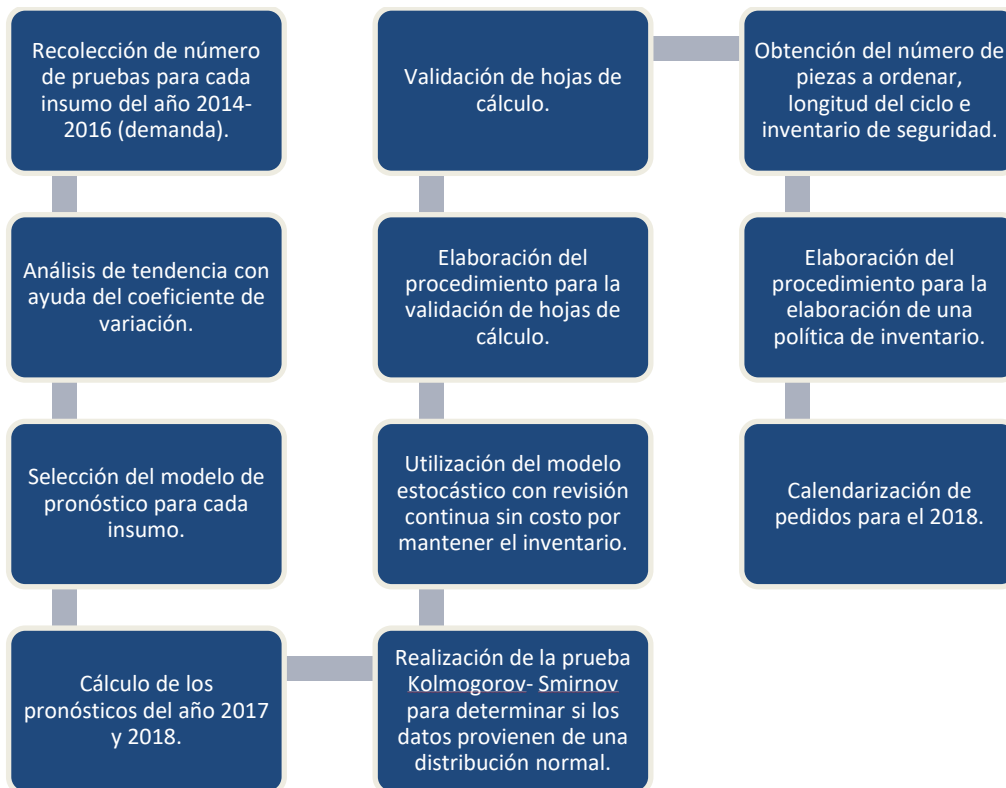 Recolección de número
de pruebas para cada
insumo del año 2014-
2016 (demanda).
Análisis de tendencia con
ayuda del coeficiente de
variación.
Selección del modelo de
pronóstico para cada
insumo.
Cálculo de los
pronósticos del año 2017
y 2018.
Realización de la prueba
Kolmogorov- Smirnov
para determinar si los
datos provienen de una
distribución normal.
Utilización del modelo
estocástico con revisión
continua sin costo por
mantener el inventario.
Elaboración del
procedimiento para la
validación de hojas de
cálculo.
Validación de hojas de
cálculo.
Obtención del número de
piezas a ordenar,
longitud del ciclo e
inventario de seguridad.
Elaboración del
procedimiento para la
elaboración de una
política de inventario.
Calendarización de
pedidos para el 2018.